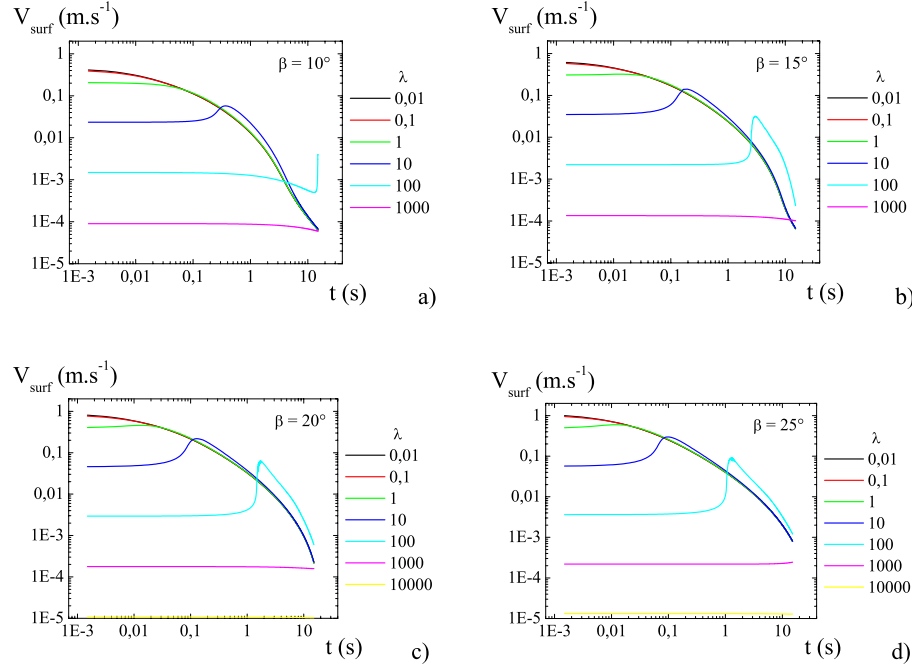 V_surf (m.s⁻¹)
β = 10°
λ
0,01
0,1
1
10
100
1000
1
0,1
0,01
1E-3
1E-4
1E-5
1E-3 0,01 0,1 1 10
t (s)
a)
V_surf (m.s⁻¹)
β = 15°
λ
0,01
0,1
1
10
100
1000
1
0,1
0,01
1E-3
1E-4
1E-5
1E-3 0,01 0,1 1 10
t (s)
b)
V_surf (m.s⁻¹)
β = 20°
λ
0,01
0,1
1
10
100
1000
10000
1
0,1
0,01
1E-3
1E-4
1E-5
1E-3 0,01 0,1 1 10
t (s)
c)
V_surf (m.s⁻¹)
β = 25°
λ
0,01
0,1
1
10
100
1000
10000
1
0,1
0,01
1E-3
1E-4
1E-5
1E-3 0,01 0,1 1 10
t (s)
d)